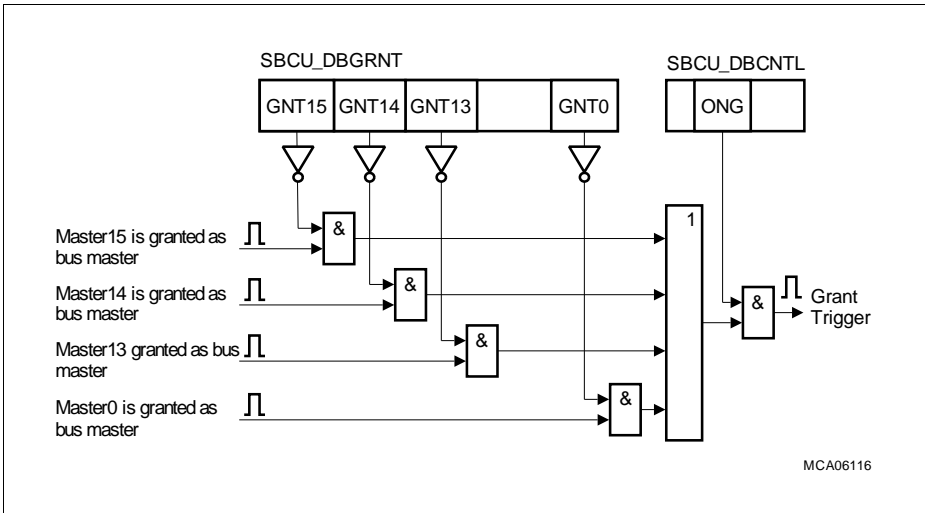 SBCU_DBGRNT
SBCU_DBCNTL
GNT15 GNT14 GNT13 GNT0
ONG
Master15 is granted as
bus master
&
1
Master14 is granted as
bus master
&
&
Grant
Trigger
Master13 granted as bus
master
&
Master0 is granted as
bus master
&
MCA06116